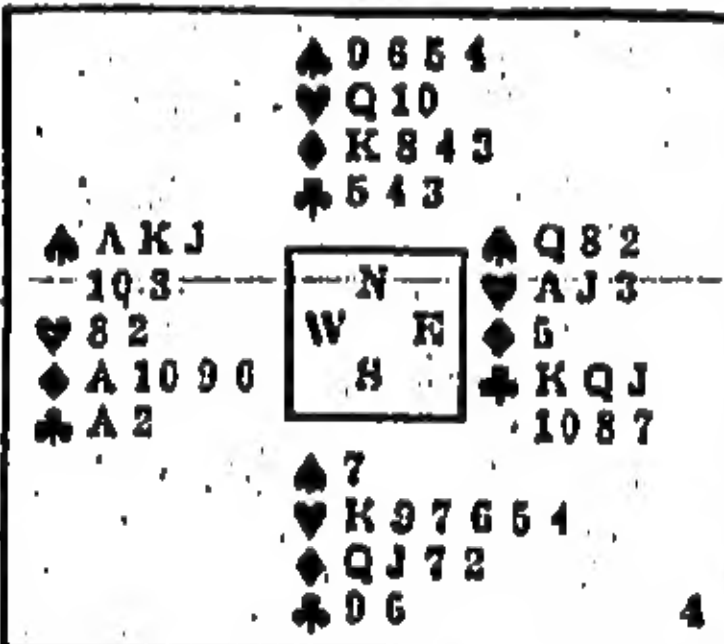 ♠ 9 6 5 4
♥ Q 10
♦ K 8 4 3
♣ 5 4 3
♠ A K J
10 3
♥ 8 2
♦ A 10 9 6
♣ A 2
N
W E
S
♠ Q 8 2
♥ A J 3
♦ 5
♣ K Q J
10 8 7
♠ 7
♥ K 9 7 6 5 4
♦ Q J 7 2
♣ 9 6
4